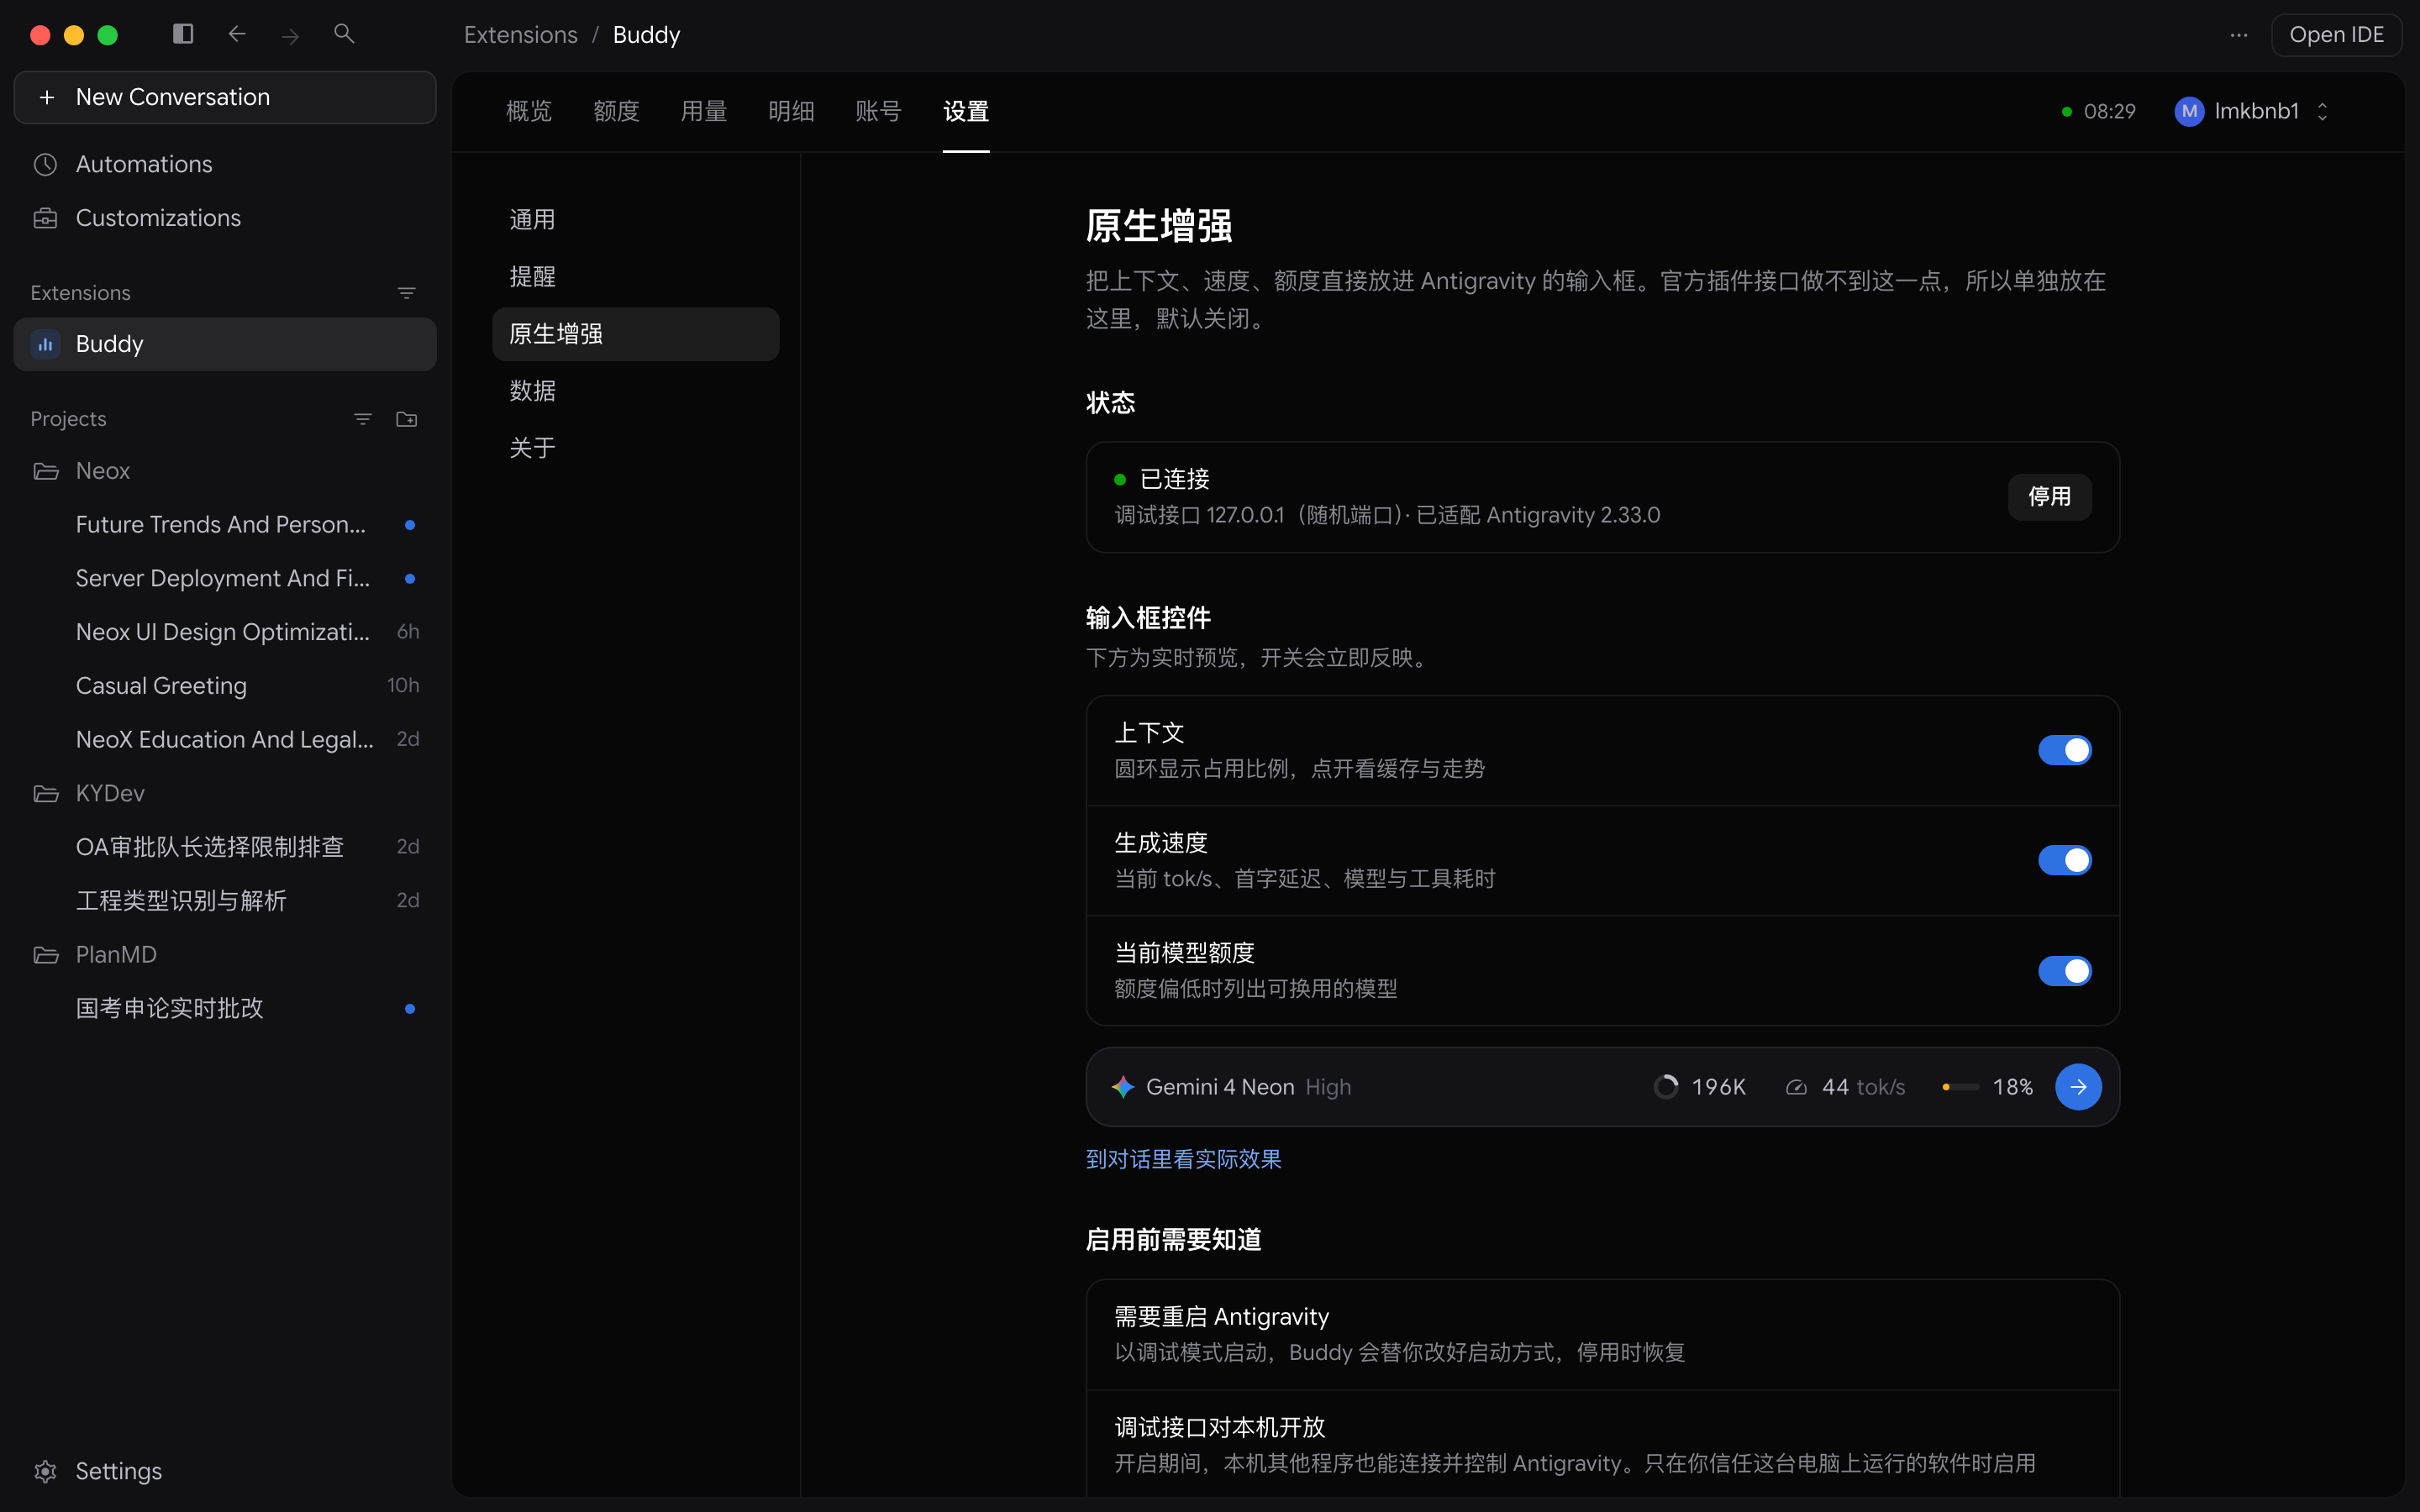 Extensions / Buddy
Open IDE
New Conversation
Automations
Customizations
Extensions
Buddy
Projects
Neox
Future Trends And Person...
Server Deployment And Fi...
Neox UI Design Optimizati... 6h
Casual Greeting 10h
NeoX Education And Legal... 2d
KYDev
OA审批队长选择限制排查 2d
工程类型识别与解析 2d
PlanMD
国考申论实时批改
Settings
概览 额度 用量 明细 账号 设置
08:29 M lmkbnb1
通用
提醒
原生增强
数据
关于
原生增强
把上下文、速度、额度直接放进 Antigravity 的输入框。官方插件接口做不到这一点，所以单独放在
这里，默认关闭。
状态
已连接
调试接口 127.0.0.1（随机端口）· 已适配 Antigravity 2.33.0
停用
输入框控件
下方为实时预览，开关会立即反映。
上下文
圆环显示占用比例，点开看缓存与走势
生成速度
当前 tok/s、首字延迟、模型与工具耗时
当前模型额度
额度偏低时列出可换用的模型
Gemini 4 Neon High 196K 44 tok/s 18%
到对话里看实际效果
启用前需要知道
需要重启 Antigravity
以调试模式启动，Buddy 会替你改好启动方式，停用时恢复
调试接口对本机开放
开启期间，本机其他程序也能连接并控制 Antigravity。只在你信任这台电脑上运行的软件时启用